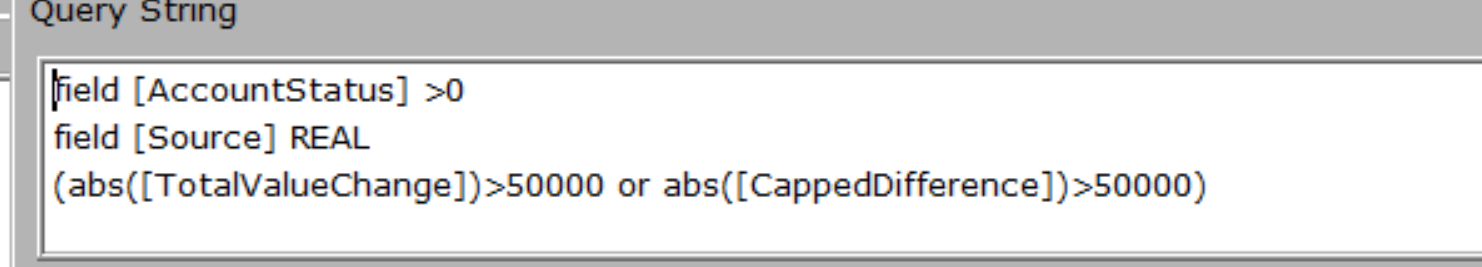 Query String
field [AccountStatus] >0
field [Source] REAL
(abs([TotalValueChange])>50000 or abs([CappedDifference])>50000)